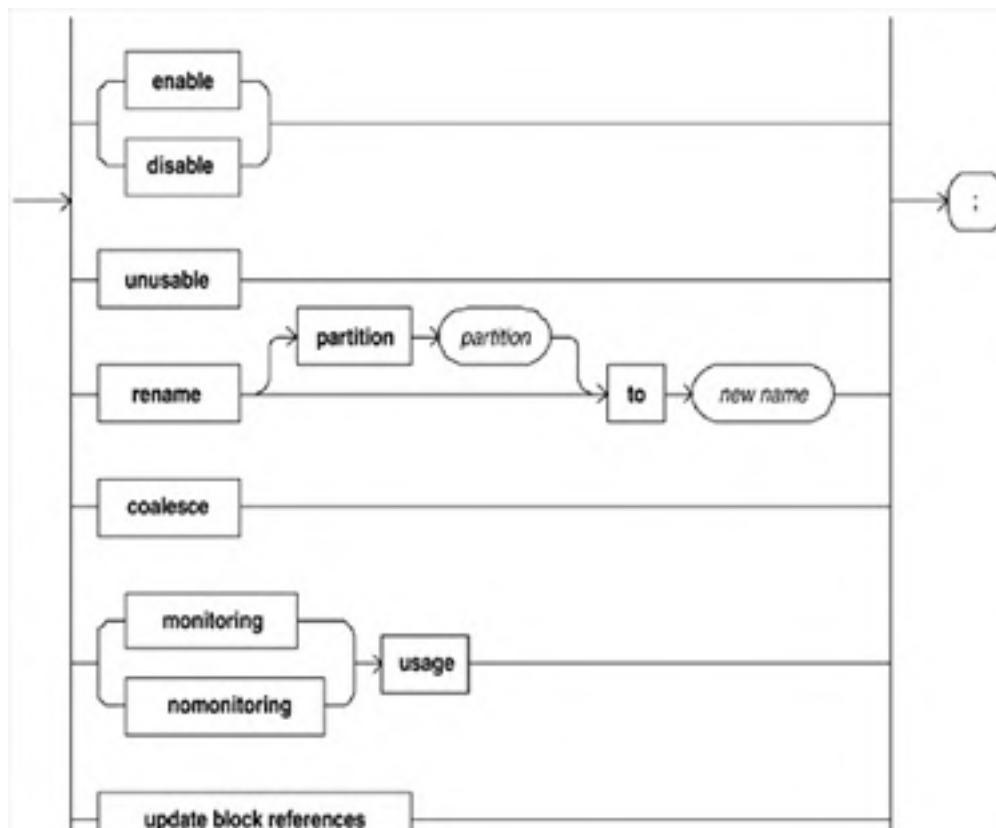 enable
disable
;
unusable
partition partition
rename to new name
coalesce
monitoring
usage
nomonitoring
update block references